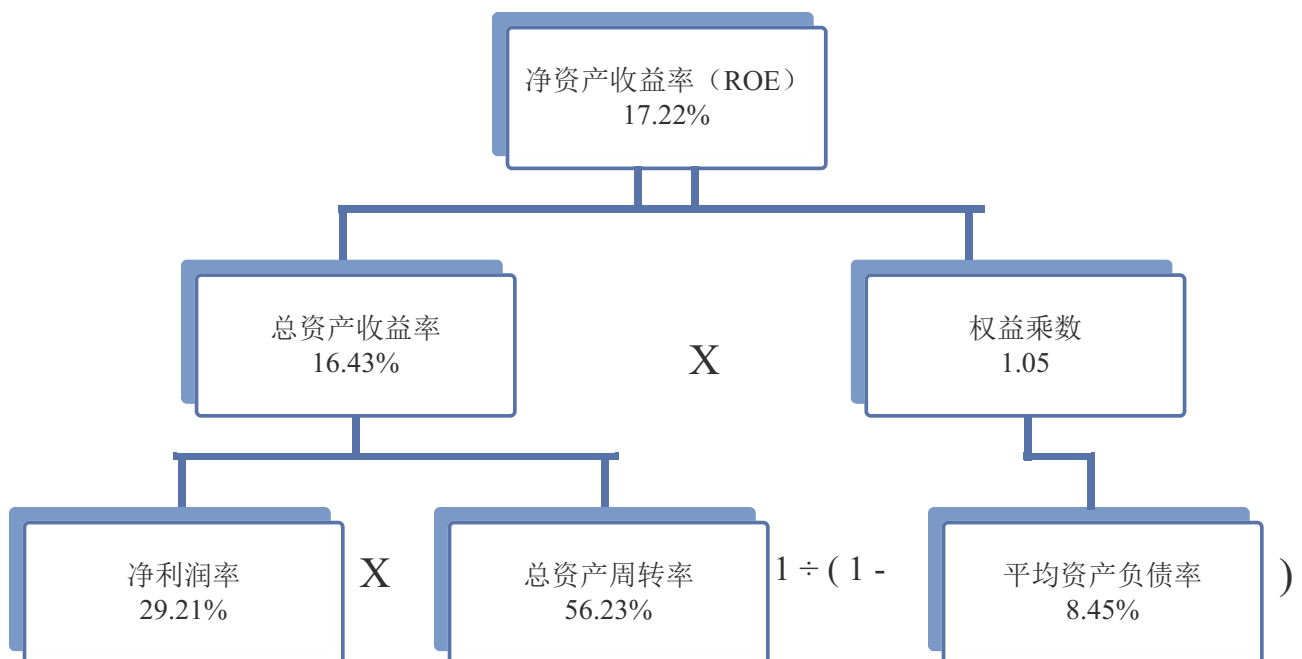 净资产收益率（ROE）
17.22%
总资产收益率
16.43%
X
权益乘数
1.05
净利润率
29.21%
X
总资产周转率
56.23%
1 ÷ ( 1 -
平均资产负债率
8.45%
)